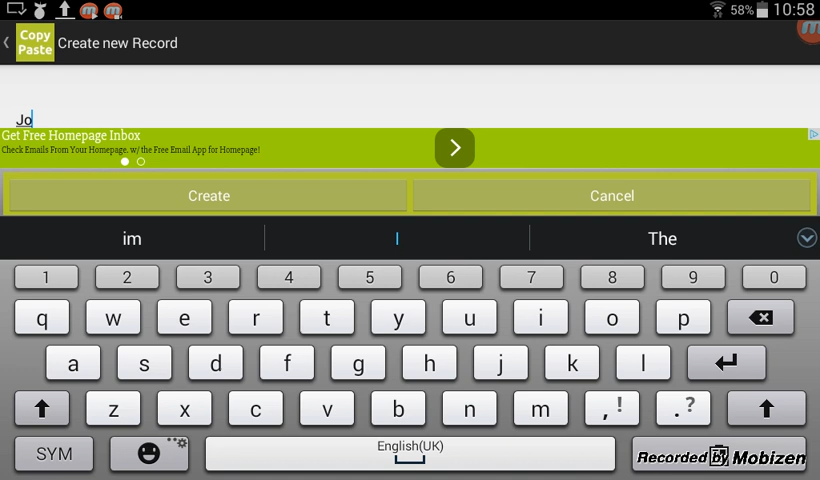 58% 10:58
Copy
Paste
Create new Record
Jo
Get Free Homepage Inbox
Check Emails From Your Homepage, w/ the Free Email App for Homepage!
Create Cancel
im I The
1 2 3 4 5 6 7 8 9 0
q w e r t y u i o p
a s d f g h j k l
z x c v b n m , ! . ?
SYM English(UK)
Recorded by Mobizen